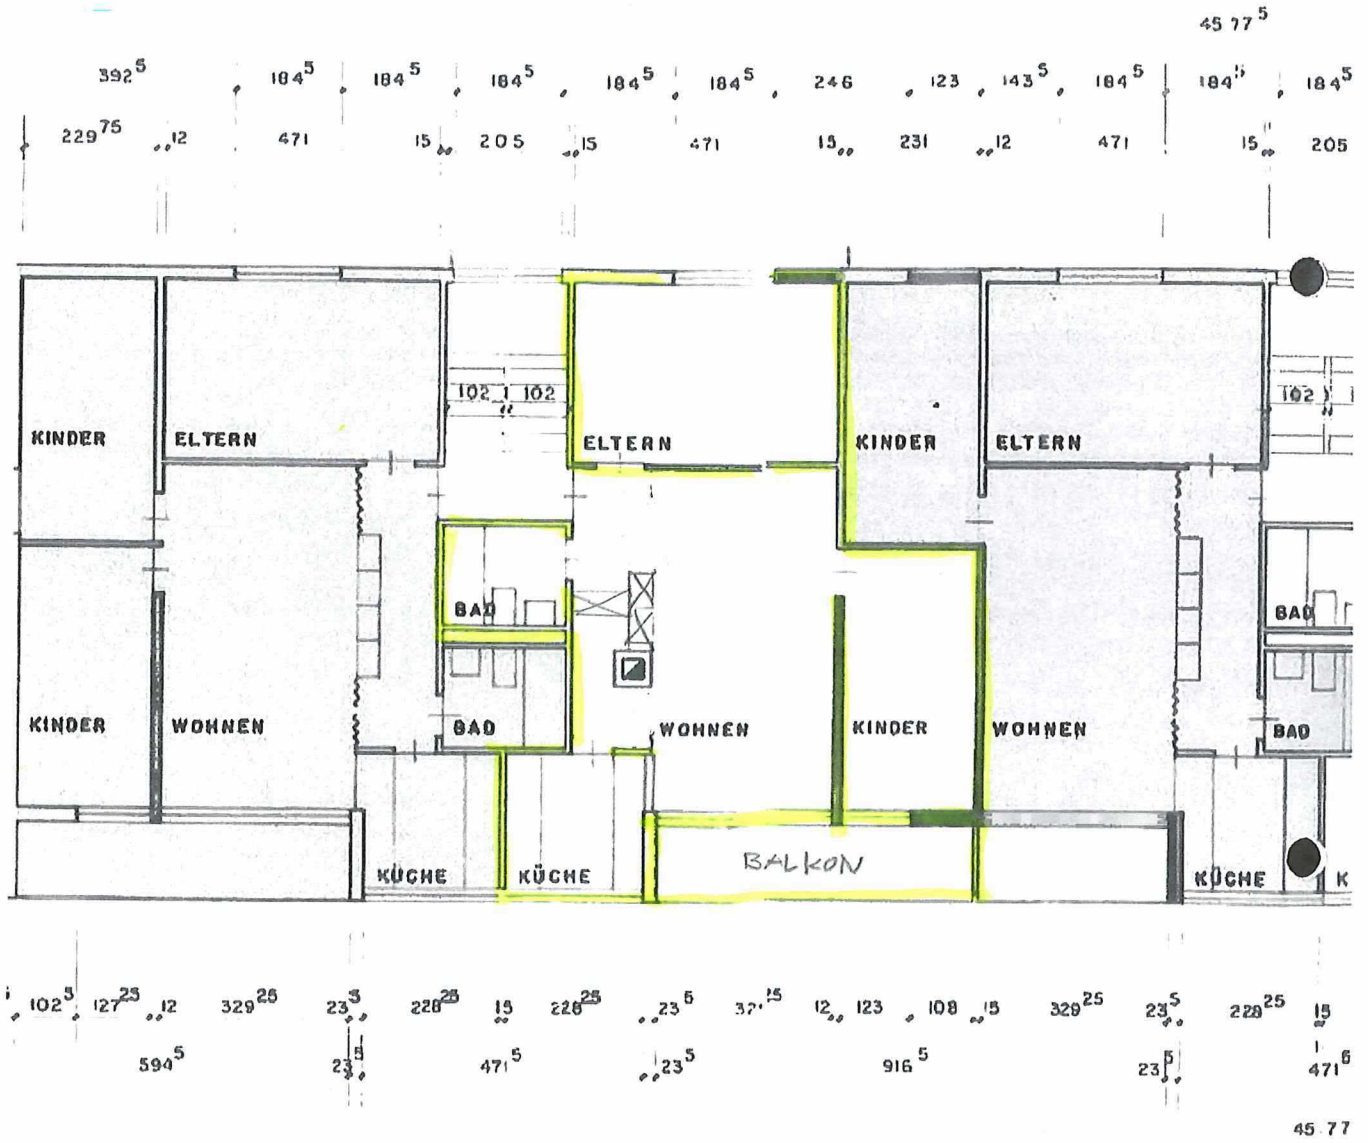 45 77⁵
392⁵ 184⁵ 184⁵ 184⁵ 184⁵ 184⁵ 246 123 143⁵ 184⁵ 184⁵ 184⁵
229⁷⁵ 12 471 15 205 15 471 15 231 12 471 15 205
102 102 102
KINDER ELTERN ELTERN KINDER ELTERN
BAD BAD
KINDER WOHNEN BAD WOHNEN KINDER WOHNEN BAD
BALKON
KÜCHE KÜCHE KÜCHE K
102⁵ 127²⁵ 12 329²⁵ 23⁵ 228²⁵ 15 228²⁵ 23⁵ 12 123 108 15 329²⁵ 23⁵ 228²⁵ 15
594⁵ 23⁵ 471⁵ 23⁵ 916⁵ 23⁵ 471
45 77